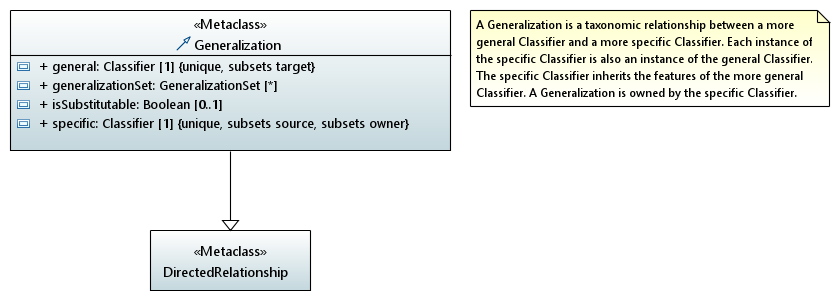 «Metaclass»
Generalization
+ general: Classifier [1] {unique, subsets target}
+ generalizationSet: GeneralizationSet [*]
+ isSubstitutable: Boolean [0..1]
+ specific: Classifier [1] {unique, subsets source, subsets owner}
A Generalization is a taxonomic relationship between a more
general Classifier and a more specific Classifier. Each instance of
the specific Classifier is also an instance of the general Classifier.
The specific Classifier inherits the features of the more general
Classifier. A Generalization is owned by the specific Classifier.
«Metaclass»
DirectedRelationship